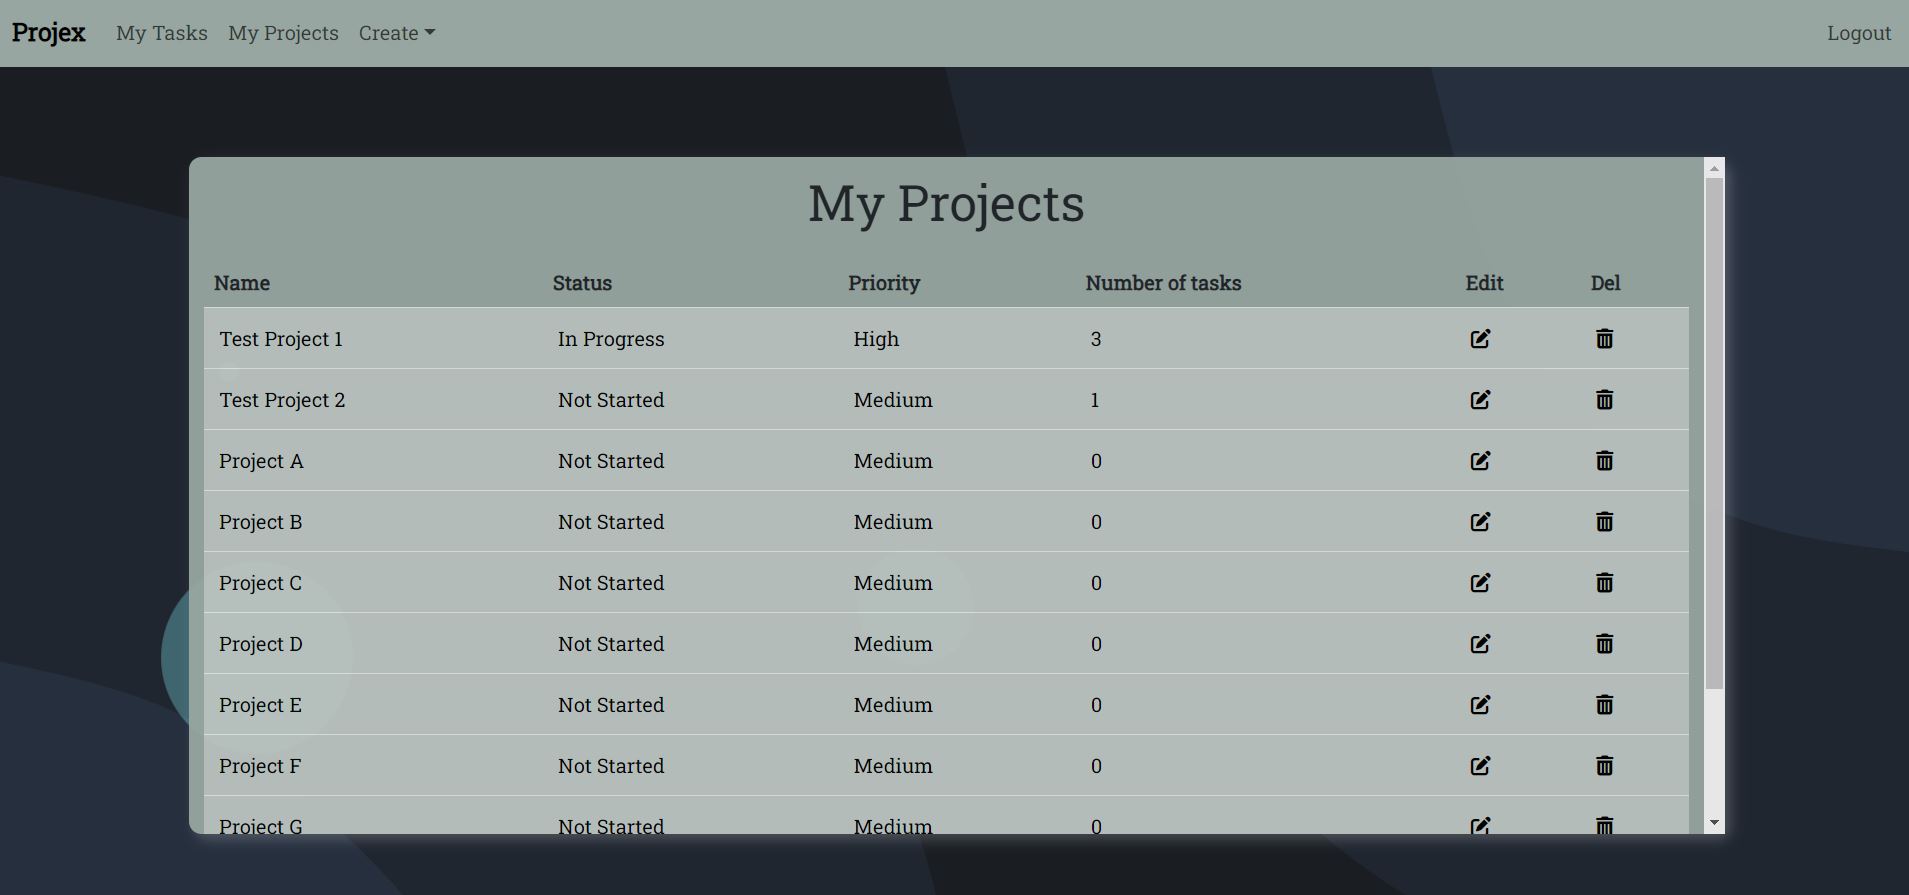 Projex My Tasks My Projects Create Logout
My Projects
Name Status Priority Number of tasks Edit Del
Test Project 1 In Progress High 3
Test Project 2 Not Started Medium 1
Project A Not Started Medium 0
Project B Not Started Medium 0
Project C Not Started Medium 0
Project D Not Started Medium 0
Project E Not Started Medium 0
Project F Not Started Medium 0
Project G Not Started Medium 0